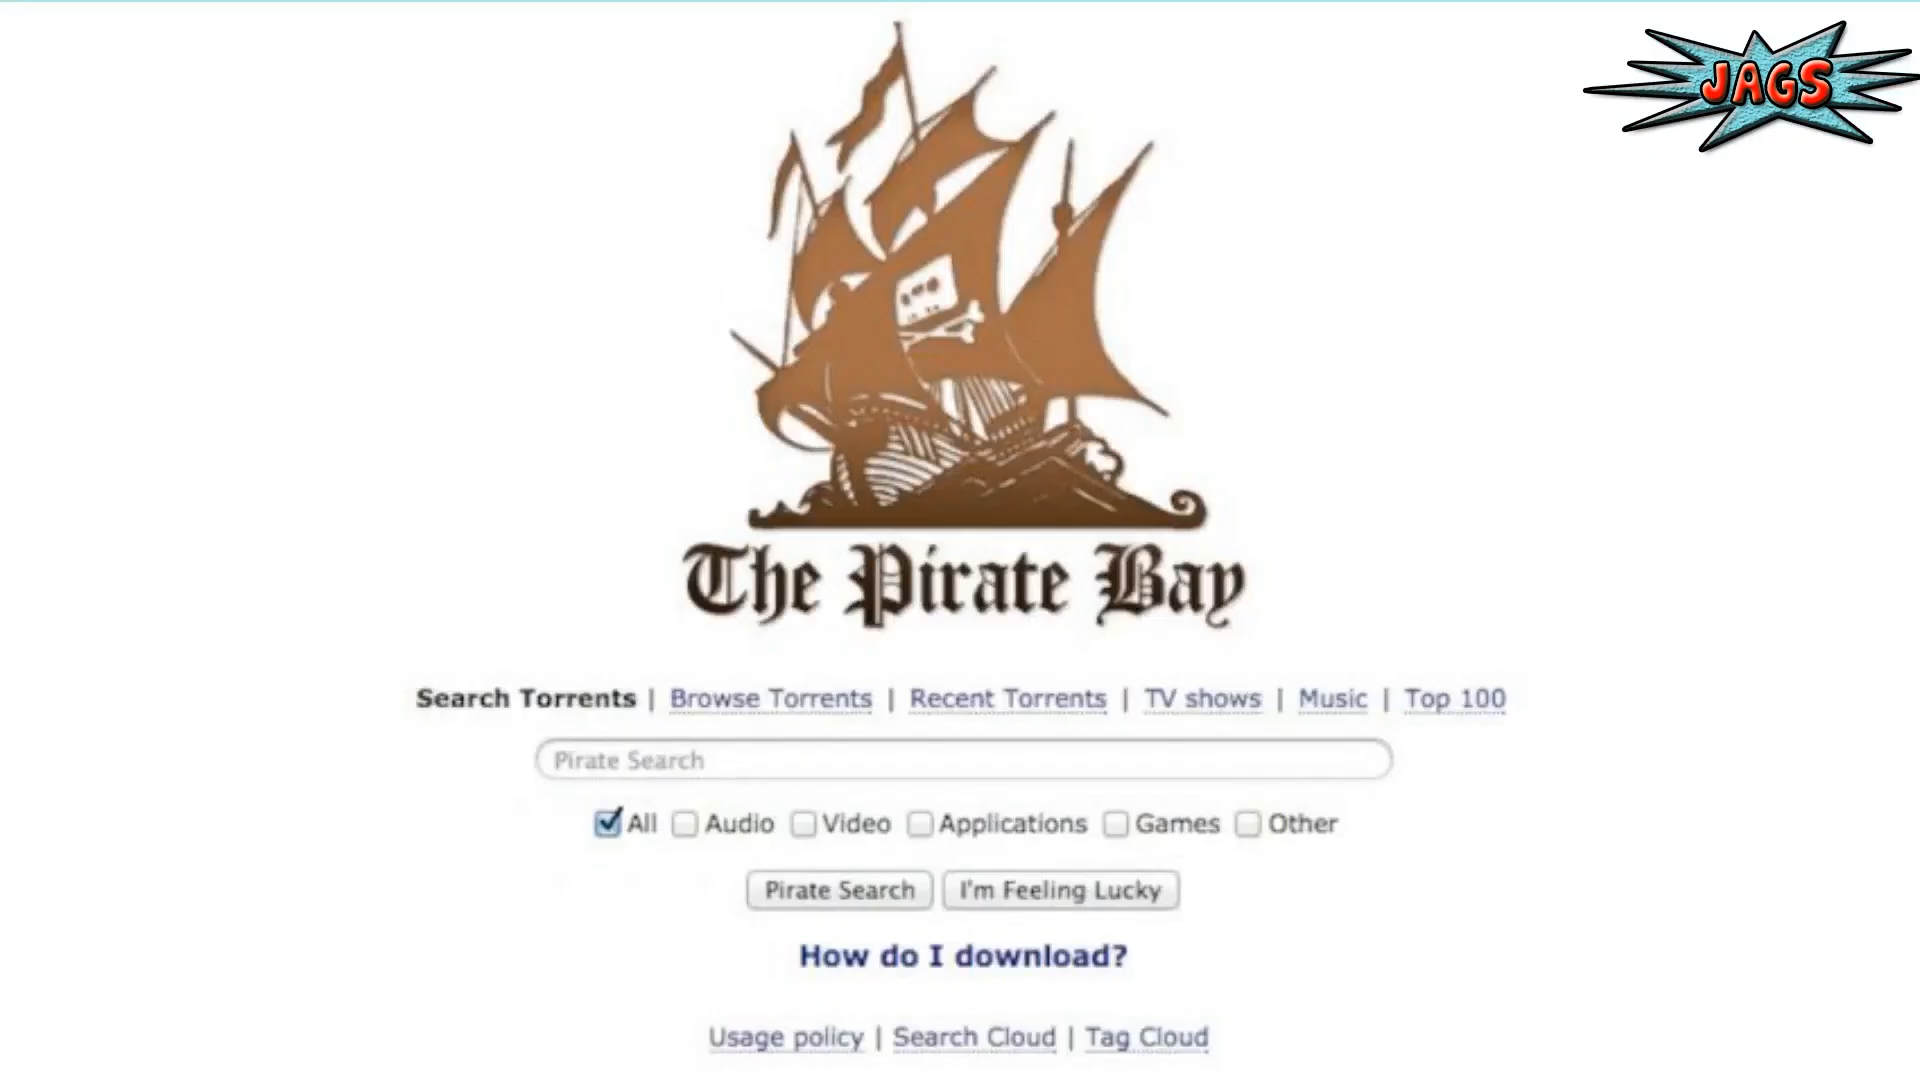 JAGS
The Pirate Bay
Search Torrents | Browse Torrents | Recent Torrents | TV shows | Music | Top 100
Pirate Search
All Audio Video Applications Games Other
Pirate Search I'm Feeling Lucky
How do I download?
Usage policy | Search Cloud | Tag Cloud